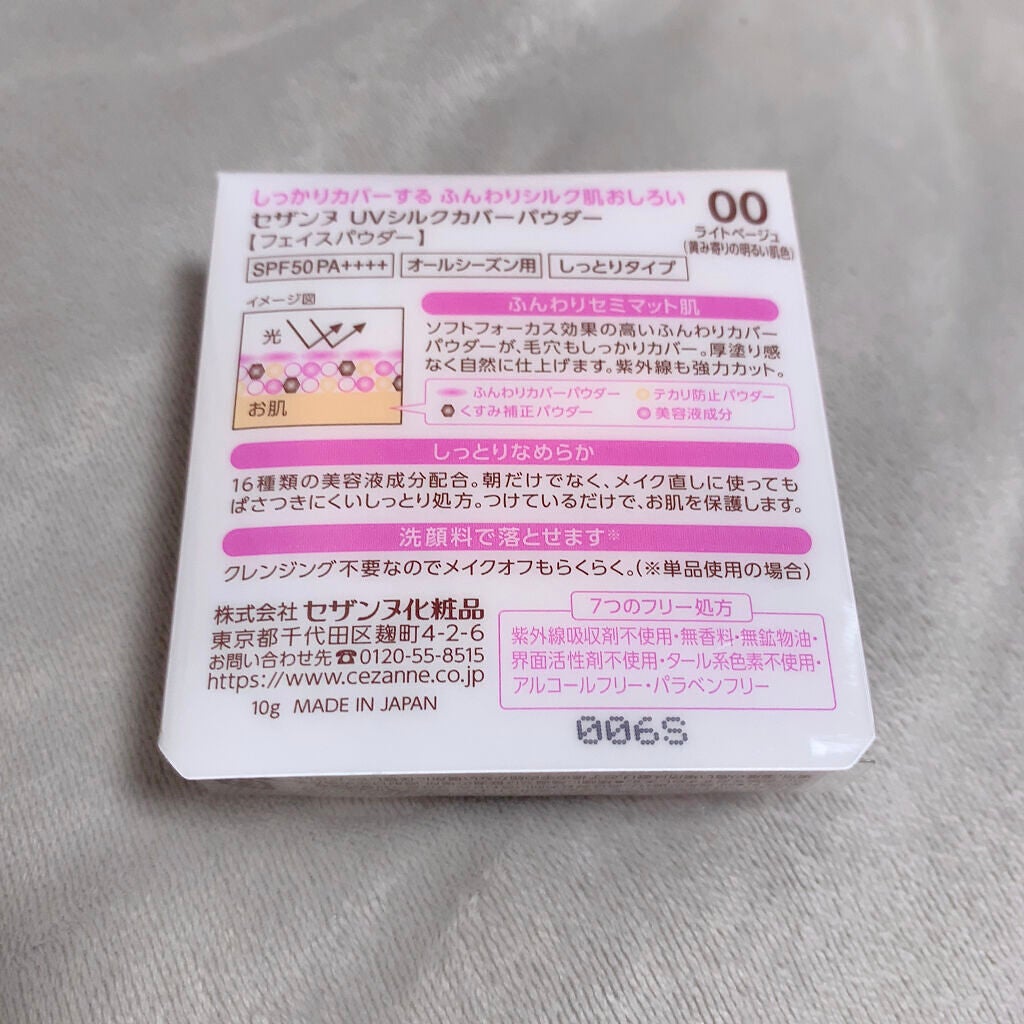 しっかりカバーする ふんわりシルク肌おしろい
セザンヌ UVシルクカバーパウダー
【フェイスパウダー】
00
ライトベージュ
(黄み寄りの明るい肌色)
SPF50 PA++++ オールシーズン用 しっとりタイプ
イメージ図
光
お肌
ふんわりセミマット肌
ソフトフォーカス効果の高いふんわりカバー
パウダーが、毛穴もしっかりカバー。厚塗り感
なく自然に仕上げます。紫外線も強力カット。
ふんわりカバーパウダー テカリ防止パウダー
くすみ補正パウダー 美容液成分
しっとりなめらか
16種類の美容液成分配合。朝だけでなく、メイク直しに使っても
ぱさつきにくいしっとり処方。つけているだけで、お肌を保護します。
洗顔料で落とせます※
クレンジング不要なのでメイクオフもらくらく。(※単品使用の場合)
株式会社 セザンヌ化粧品
東京都千代田区麹町4-2-6
お問い合わせ先☎0120-55-8515
https://www.cezanne.co.jp
10g MADE IN JAPAN
7つのフリー処方
紫外線吸収剤不使用・無香料・無鉱物油・
界面活性剤不使用・タール系色素不使用・
アルコールフリー・パラベンフリー
006S